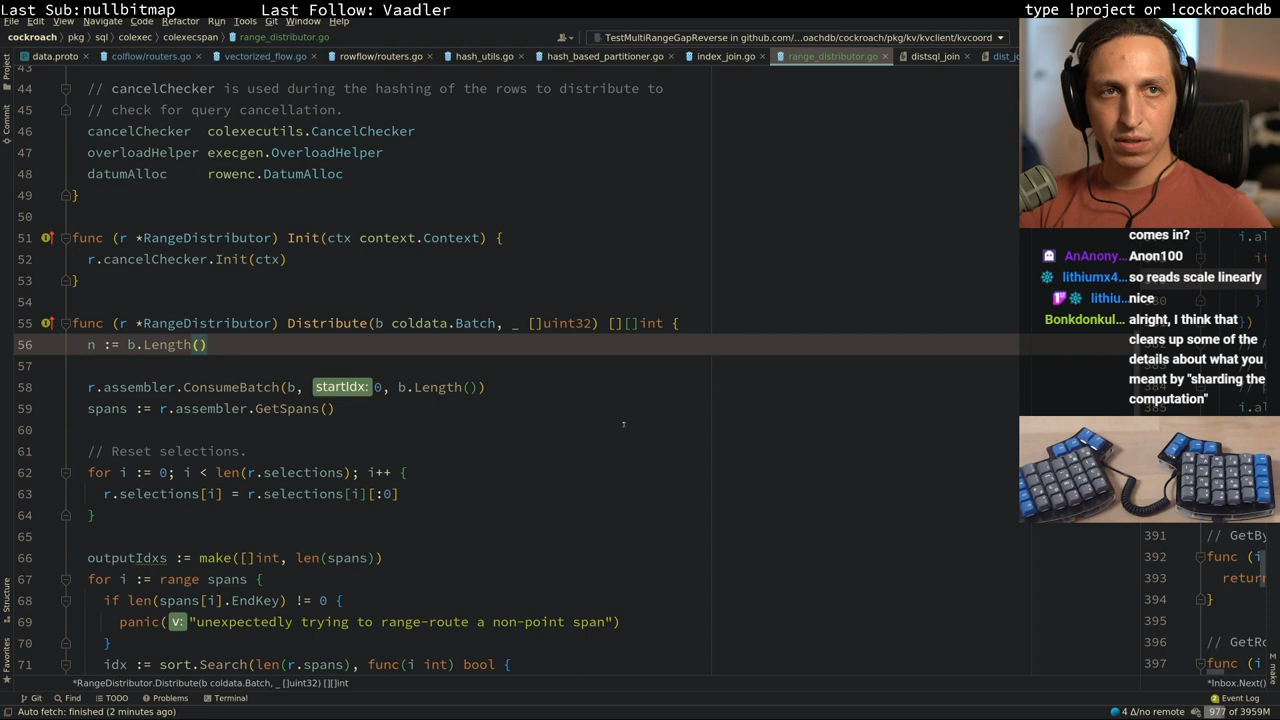 Last Sub:nullbitmap Last Follow: Vaadler type !project or !cockroachdb
File Edit View Navigate Code Refactor Run Tools Git Window Help
cockroach pkg sql colexec colexecspan range_distributor.go TestMultiRangeGapReverse in github.com/...oachdb/cockroach/pkg/kv/kvclient/kvcoord
data.proto colflow/routers.go vectorized_flow.go rowflow/routers.go hash_utils.go hash_based_partitioner.go index_join.go range_distributor.go distsql_join dist_j
43
44 // cancelChecker is used during the hashing of the rows to distribute to
45 // check for query cancellation.
46 cancelChecker colexecutils.CancelChecker
47 overloadHelper execgen.OverloadHelper
48 datumAlloc rowenc.DatumAlloc
49 }
50
51 func (r *RangeDistributor) Init(ctx context.Context) {
52 r.cancelChecker.Init(ctx)
53 }
54
55 func (r *RangeDistributor) Distribute(b coldata.Batch, _ []uint32) [][]int {
56 n := b.Length()
57
58 r.assembler.ConsumeBatch(b, startIdx: 0, b.Length())
59 spans := r.assembler.GetSpans()
60
61 // Reset selections.
62 for i := 0; i < len(r.selections); i++ {
63 r.selections[i] = r.selections[i][:0]
64 }
65
66 outputIdxs := make([]int, len(spans))
67 for i := range spans {
68 if len(spans[i].EndKey) != 0 {
69 panic( v: "unexpectedly trying to range-route a non-point span")
70 }
71 idx := sort.Search(len(r.spans), func(i int) bool {
*RangeDistributor.Distribute(b coldata.Batch, _ []uint32) [][]int
Git Find TODO Problems Terminal
Auto fetch: finished (2 minutes ago)
Project
Commit
Structure
Favorites
comes in?
AnAnony... Anon100
lithiumx4... so reads scale linearly
lithiu... nice
Bonkdonkul... alright, I think that
clears up some of the
details about what you
meant by "sharding the
computation"
i.al
if
})
i.al
391 // GetBy
392 func (i
393 return
394 }
395
396 // GetRo
397 func (i
*Inbox.Next()
make
Event Log
4 Δ/no remote 977 of 3959M